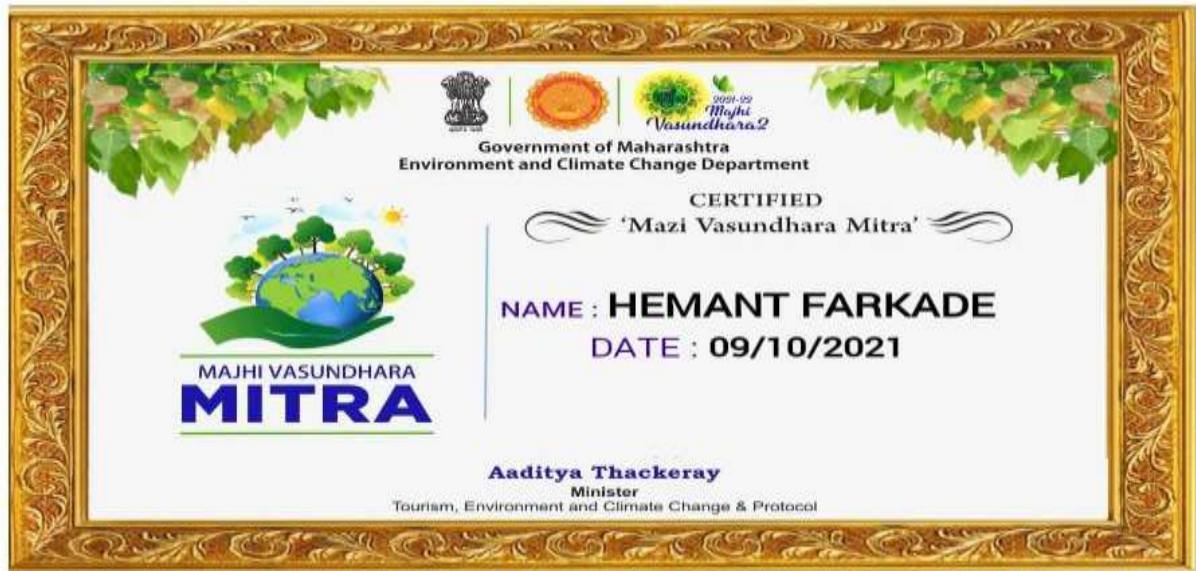 2021-22
Majhi
Vasundhara2
Government of Maharashtra
Environment and Climate Change Department
CERTIFIED
'Mazi Vasundhara Mitra'
NAME : HEMANT FARKADE
DATE : 09/10/2021
MAJHI VASUNDHARA
MITRA
Aaditya Thackeray
Minister
Tourism, Environment and Climate Change & Protocol